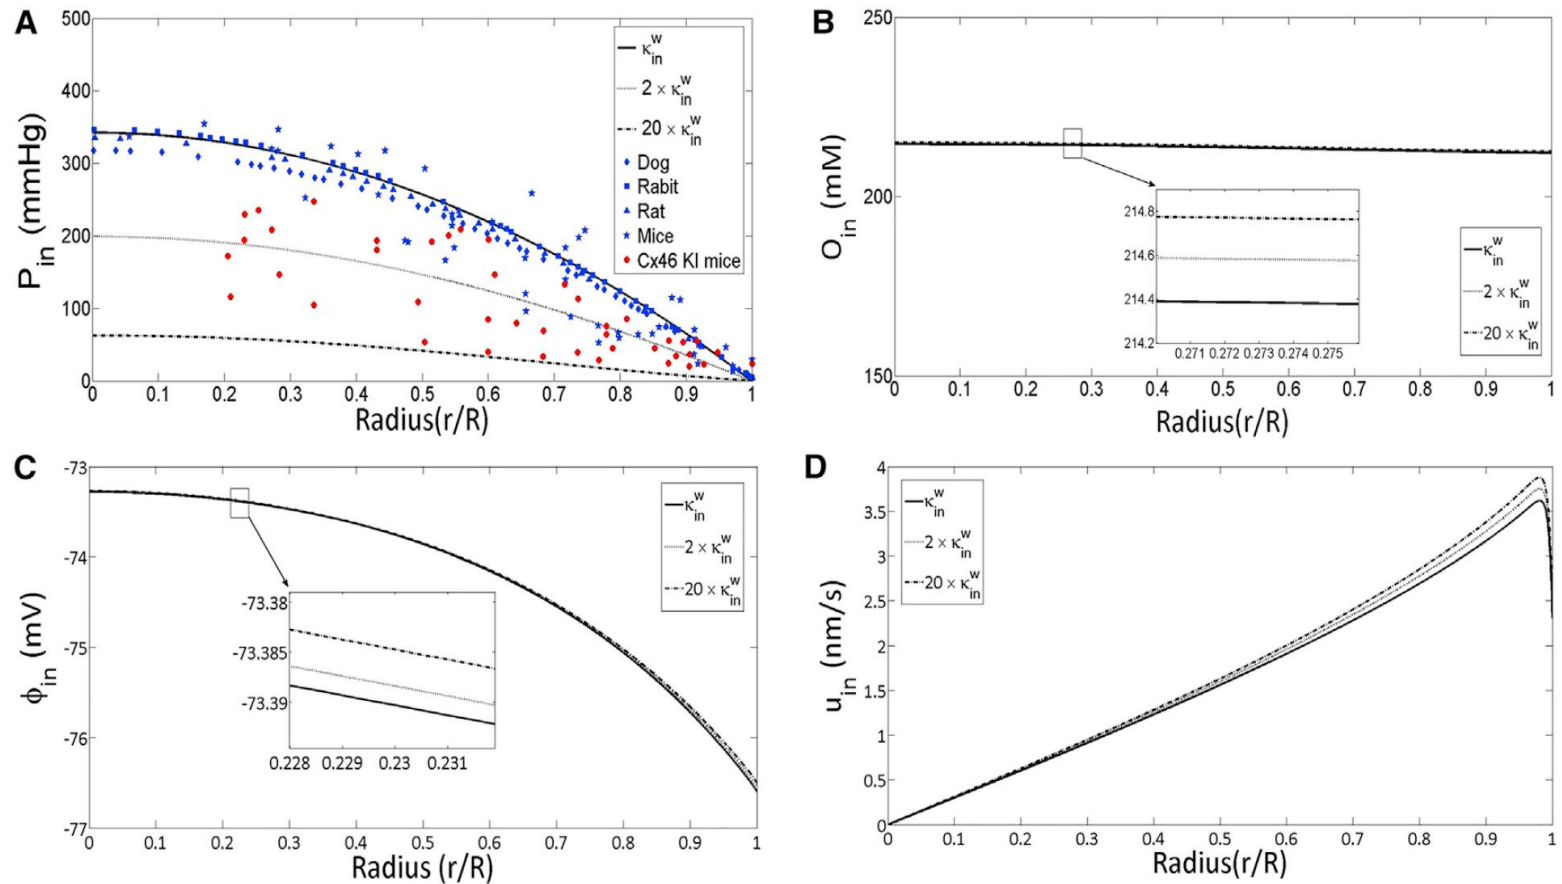 A
500
400
300
200
100
0
P_in (mmHg)
κ_in^w
2 × κ_in^w
20 × κ_in^w
Dog
Rabit
Rat
Mice
Cx46 KI mice
0 0.1 0.2 0.3 0.4 0.5 0.6 0.7 0.8 0.9 1
Radius(r/R)
B
250
200
150
O_in (mM)
214.8
214.6
214.4
214.2
0.271 0.272 0.273 0.274 0.275
κ_in^w
2 × κ_in^w
20 × κ_in^w
0 0.1 0.2 0.3 0.4 0.5 0.6 0.7 0.8 0.9 1
Radius(r/R)
C
-73
-74
-75
-76
-77
ϕ_in (mV)
κ_in^w
2 × κ_in^w
20 × κ_in^w
-73.38
-73.385
-73.39
0.228 0.229 0.23 0.231
0 0.1 0.2 0.3 0.4 0.5 0.6 0.7 0.8 0.9 1
Radius (r/R)
D
4
3.5
3
2.5
2
1.5
1
0.5
0
u_in (nm/s)
κ_in^w
2 × κ_in^w
20 × κ_in^w
0 0.1 0.2 0.3 0.4 0.5 0.6 0.7 0.8 0.9 1
Radius(r/R)